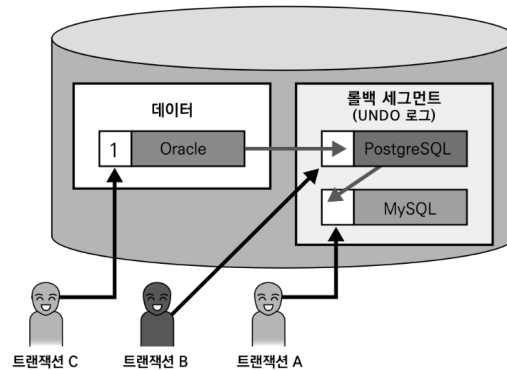 데이터
1 Oracle
롤백 세그먼트
(UNDO 로그)
PostgreSQL
MySQL
트랜잭션 C
트랜잭션 B
트랜잭션 A